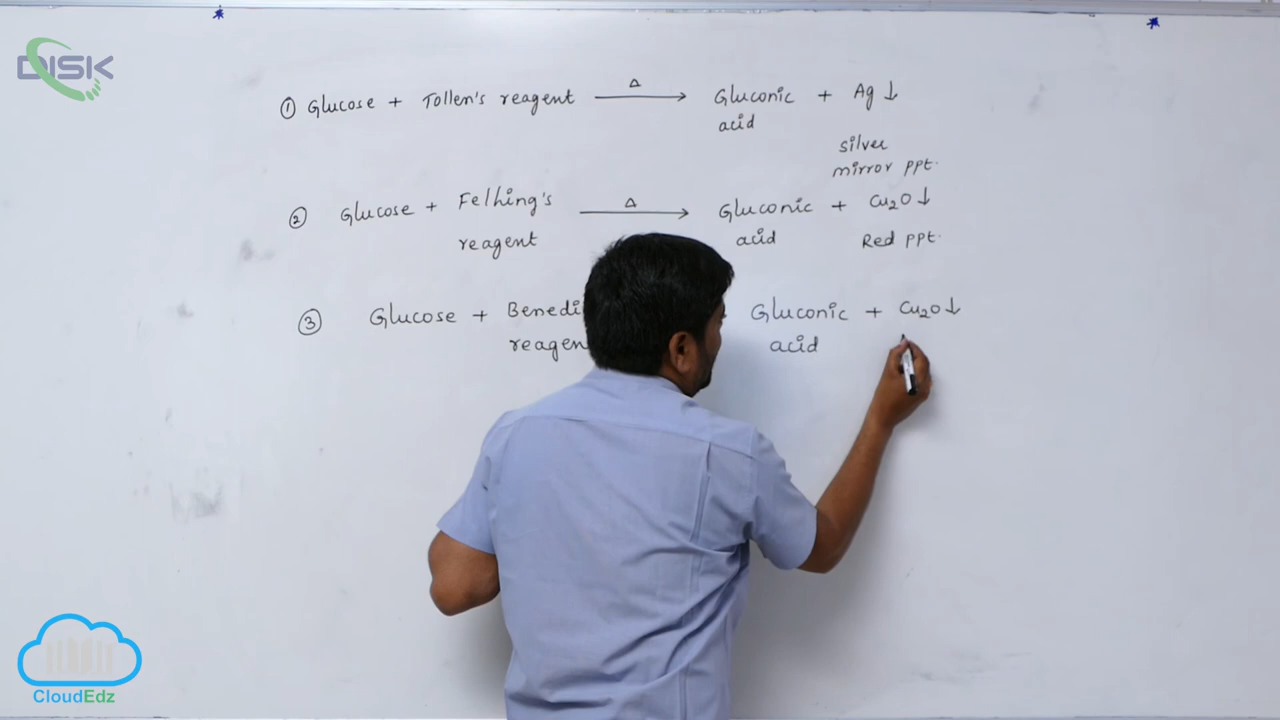 DISK
① Glucose + Tollen's reagent → Δ Gluconic acid + Ag ↓
silver mirror ppt.
② Glucose + Felhing's reagent → Δ Gluconic acid + Cu₂O ↓
Red ppt.
③ Glucose + Benedi
reagen
Gluconic acid + Cu₂O ↓
CloudEdz